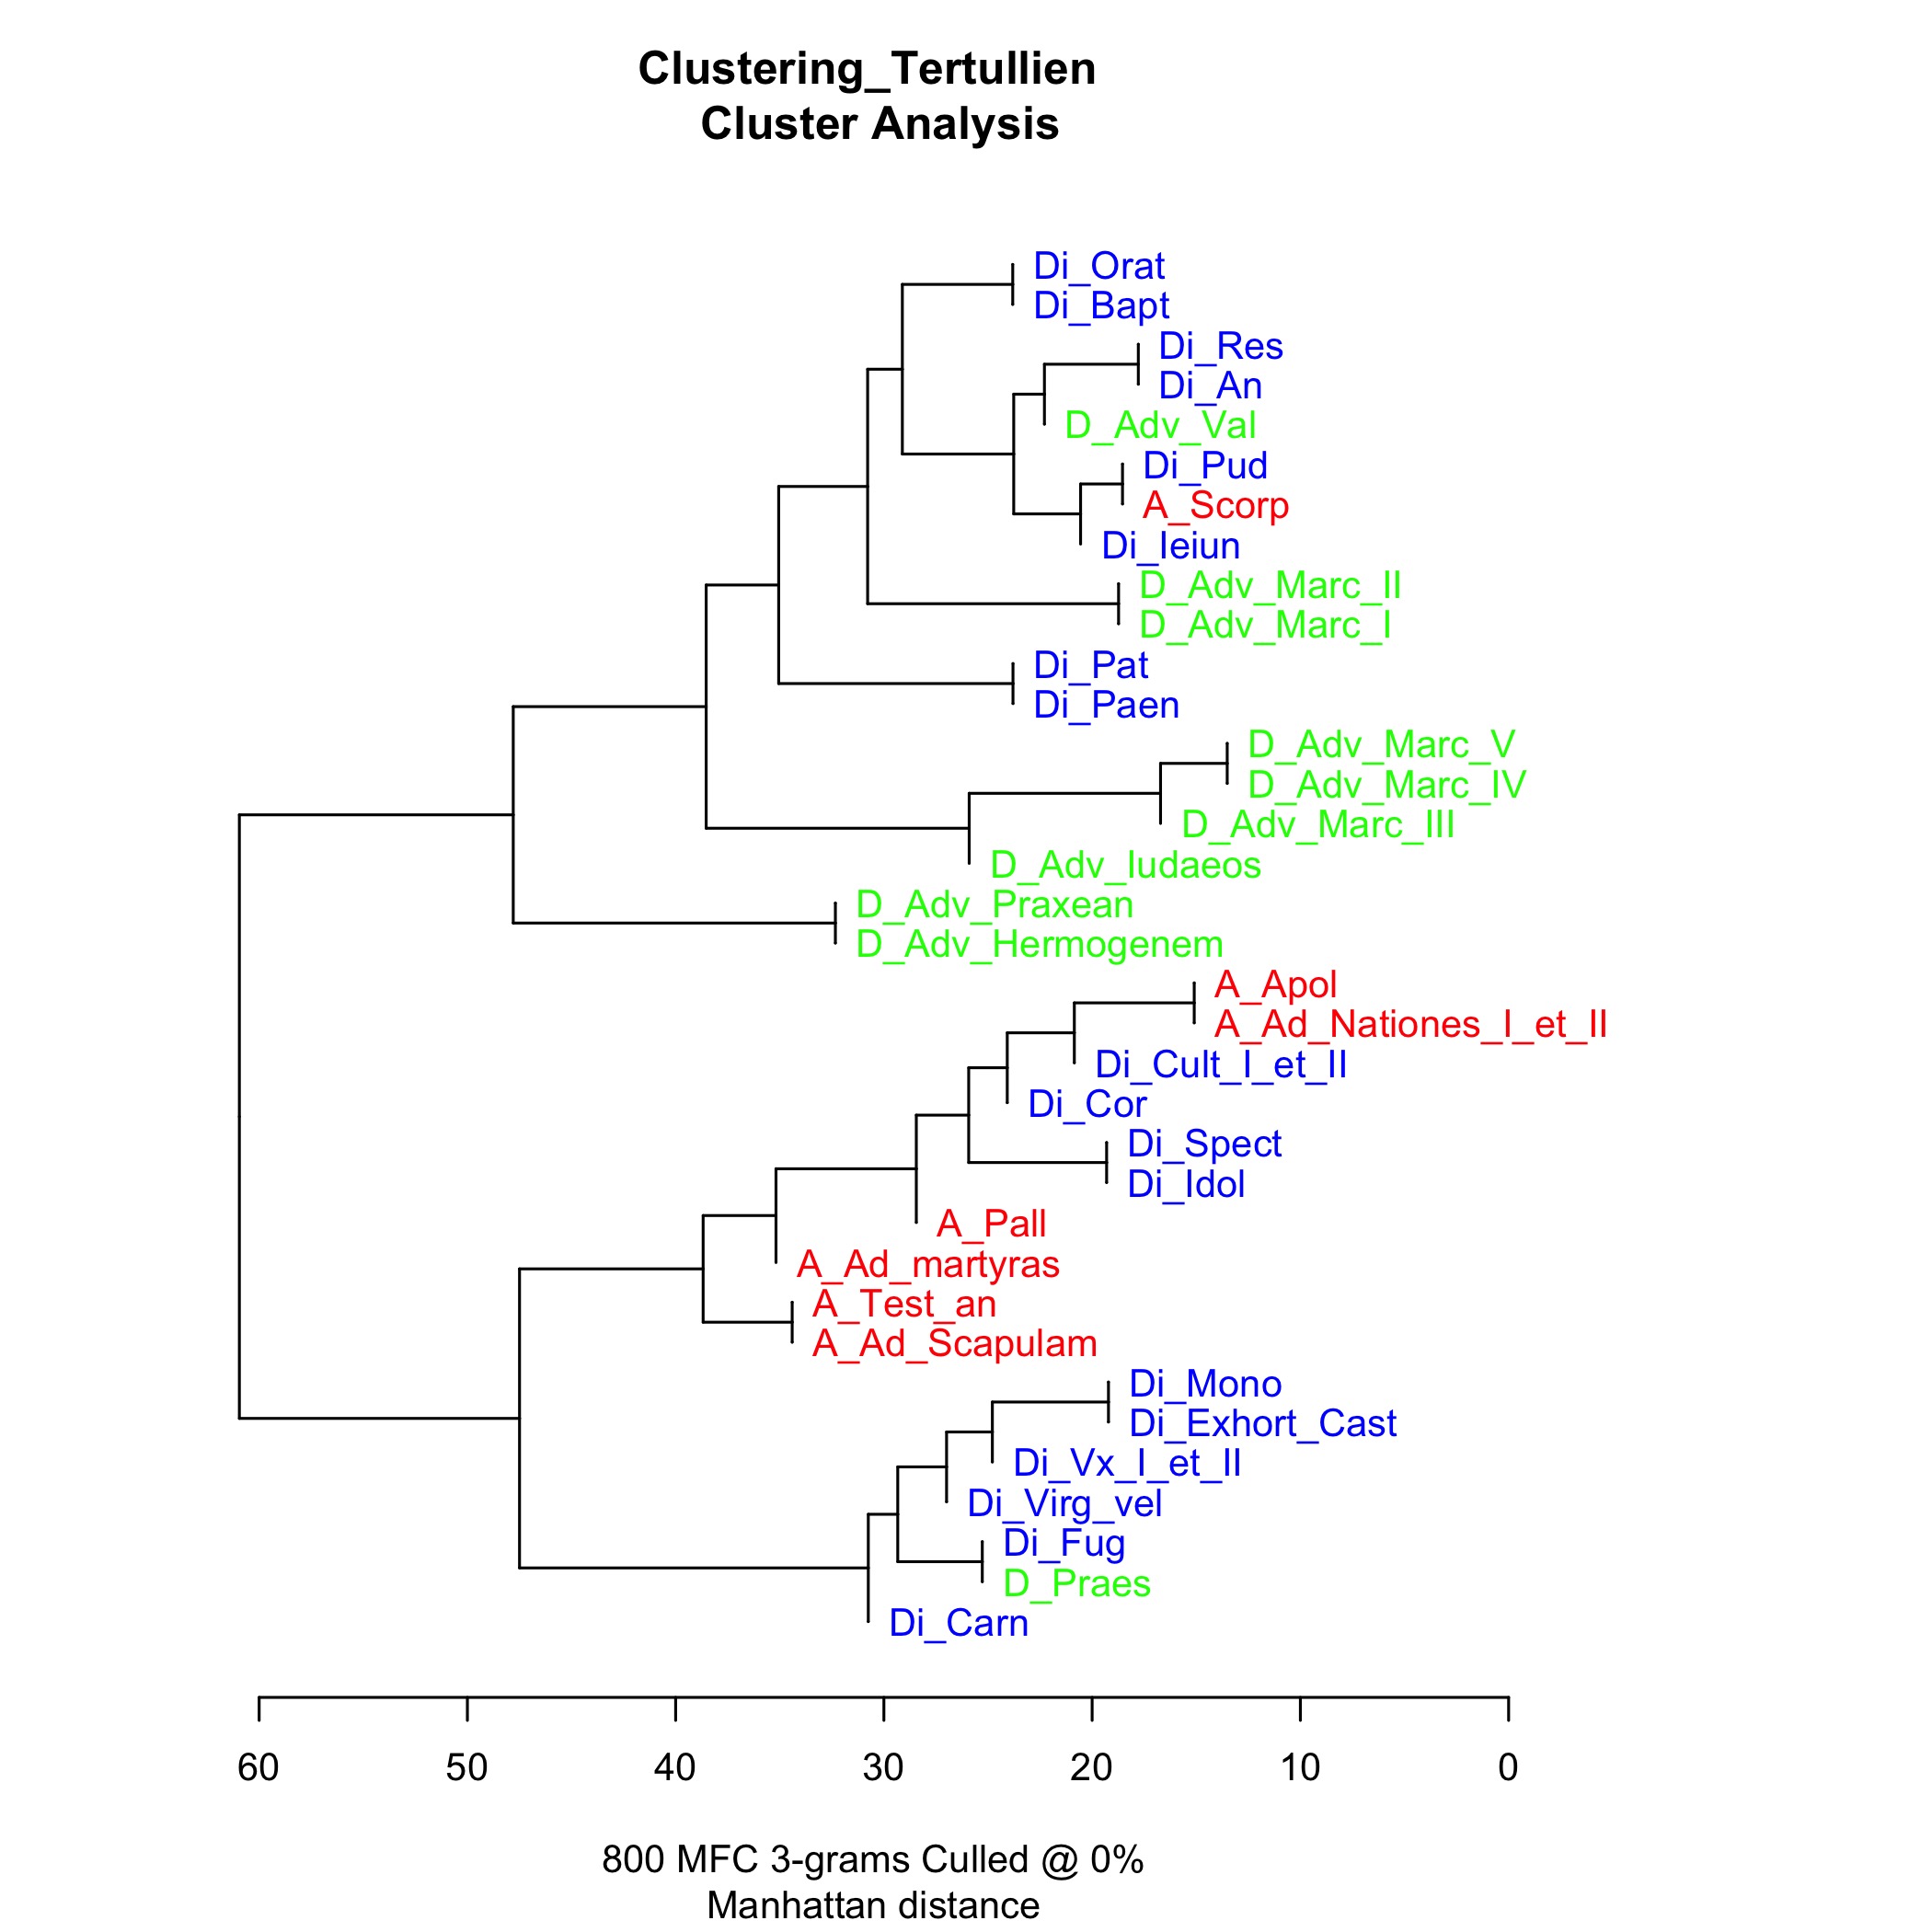 Clustering_Tertullien
Cluster Analysis
Di_Orat
Di_Bapt
Di_Res
Di_An
D_Adv_Val
Di_Pud
A_Scorp
Di_Ieiun
D_Adv_Marc_II
D_Adv_Marc_I
Di_Pat
Di_Paen
D_Adv_Marc_V
D_Adv_Marc_IV
D_Adv_Marc_III
D_Adv_Iudaeos
D_Adv_Praxean
D_Adv_Hermogenem
A_Apol
A_Ad_Nationes_I_et_II
Di_Cult_I_et_II
Di_Cor
Di_Spect
Di_Idol
A_Pall
A_Ad_martyras
A_Test_an
A_Ad_Scapulam
Di_Mono
Di_Exhort_Cast
Di_Vx_I_et_II
Di_Virg_vel
Di_Fug
D_Praes
Di_Carn
60 50 40 30 20 10 0
800 MFC 3-grams Culled @ 0%
Manhattan distance